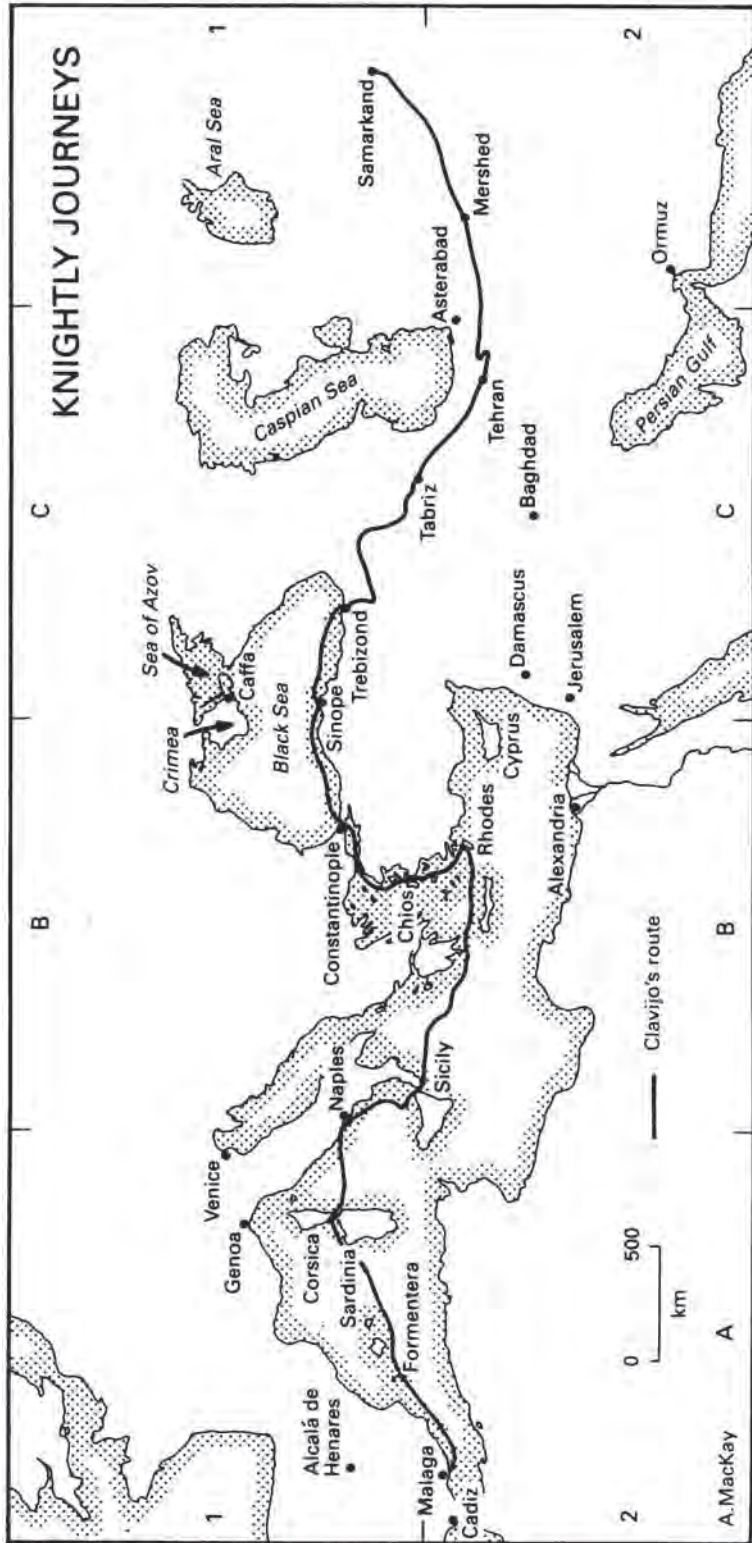 KNIGHTLY JOURNEYS
A
B
C
1
1
2
2
A
B
C
Aral Sea
Samarkand
Mershed
Asterabad
Caspian Sea
Tehran
Tabriz
Ormuz
Persian Gulf
Baghdad
Sea of Azov
Caffa
Crimea
Black Sea
Trebizond
Sinope
Damascus
Jerusalem
Constantinople
Cyprus
Rhodes
Chios
Alexandria
Venice
Genoa
Naples
Sicily
Corsica
Sardinia
Formentera
Alcalá de
Henares
Malaga
Cadiz
0 500
km
Clavijo's route
A.MacKay